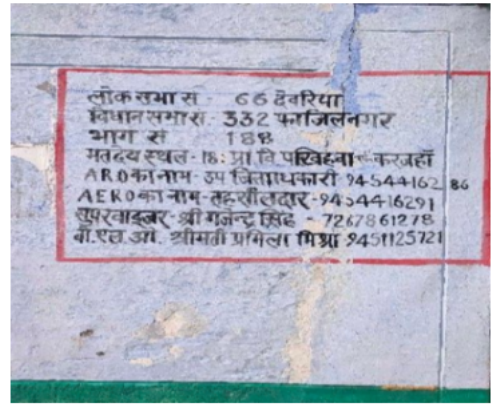 लोक सभा स - 66 देवरिया
विधान सभा स - 332 फाजिलनगर
भाग सं 188
मतदेय स्थल - 18: प्रा वि पखिहवा करजहाँ
ARO का नाम - उप जिलाधिकारी 9454416286
AERO का नाम - तहसीलदार - 9454416291
सुपरवाइजर - श्री गजेन्द्र सिंह - 7267861278
बी.एल.ओ. श्रीमती प्रमिला मिश्रा 9451125721